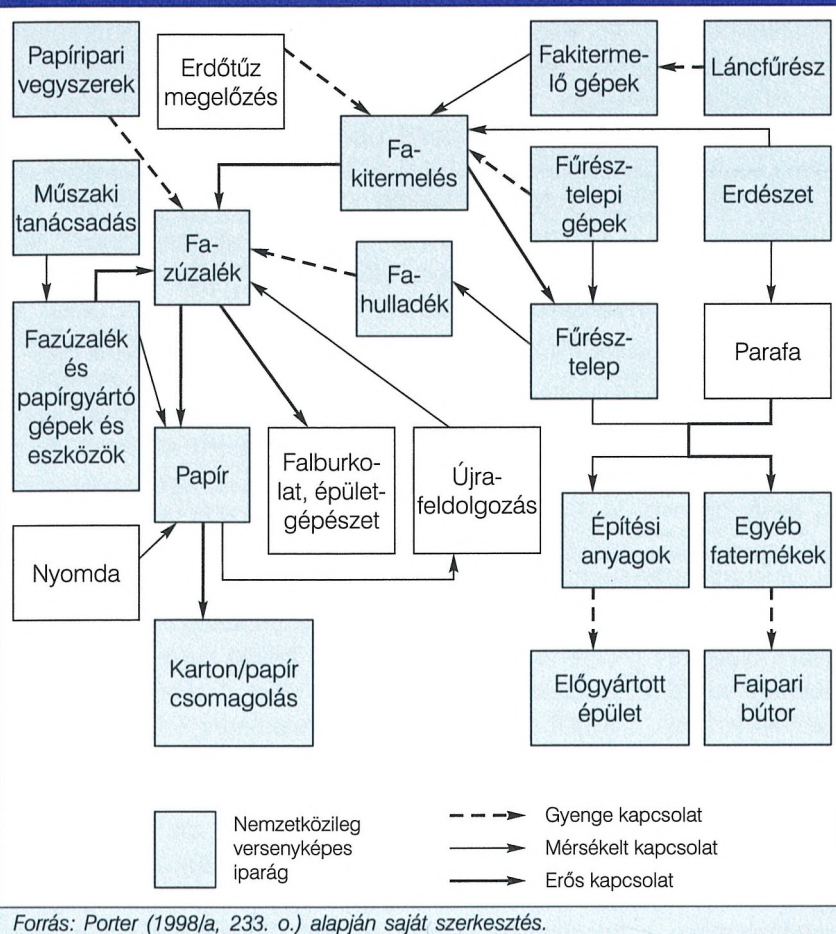 Papíripari
vegyszerek
Erdőtűz
megelőzés
Fakiterme-
lő gépek
Láncfűrész
Fa-
kitermelés
Műszaki
tanácsadás
Fűrész-
telepi
gépek
Erdészet
Fa-
zúzalék
Fa-
hulladék
Fazúzalék
és
papírgyártó
gépek és
eszközök
Fűrész-
telep
Parafa
Papír
Falburko-
lat, épület-
gépészet
Újra-
feldolgozás
Építési
anyagok
Egyéb
fatermékek
Nyomda
Karton/papír
csomagolás
Előgyártott
épület
Faipari
bútor
Nemzetközileg
versenyképes
iparág
Gyenge kapcsolat
Mérsékelt kapcsolat
Erős kapcsolat
Forrás: Porter (1998/a, 233. o.) alapján saját szerkesztés.